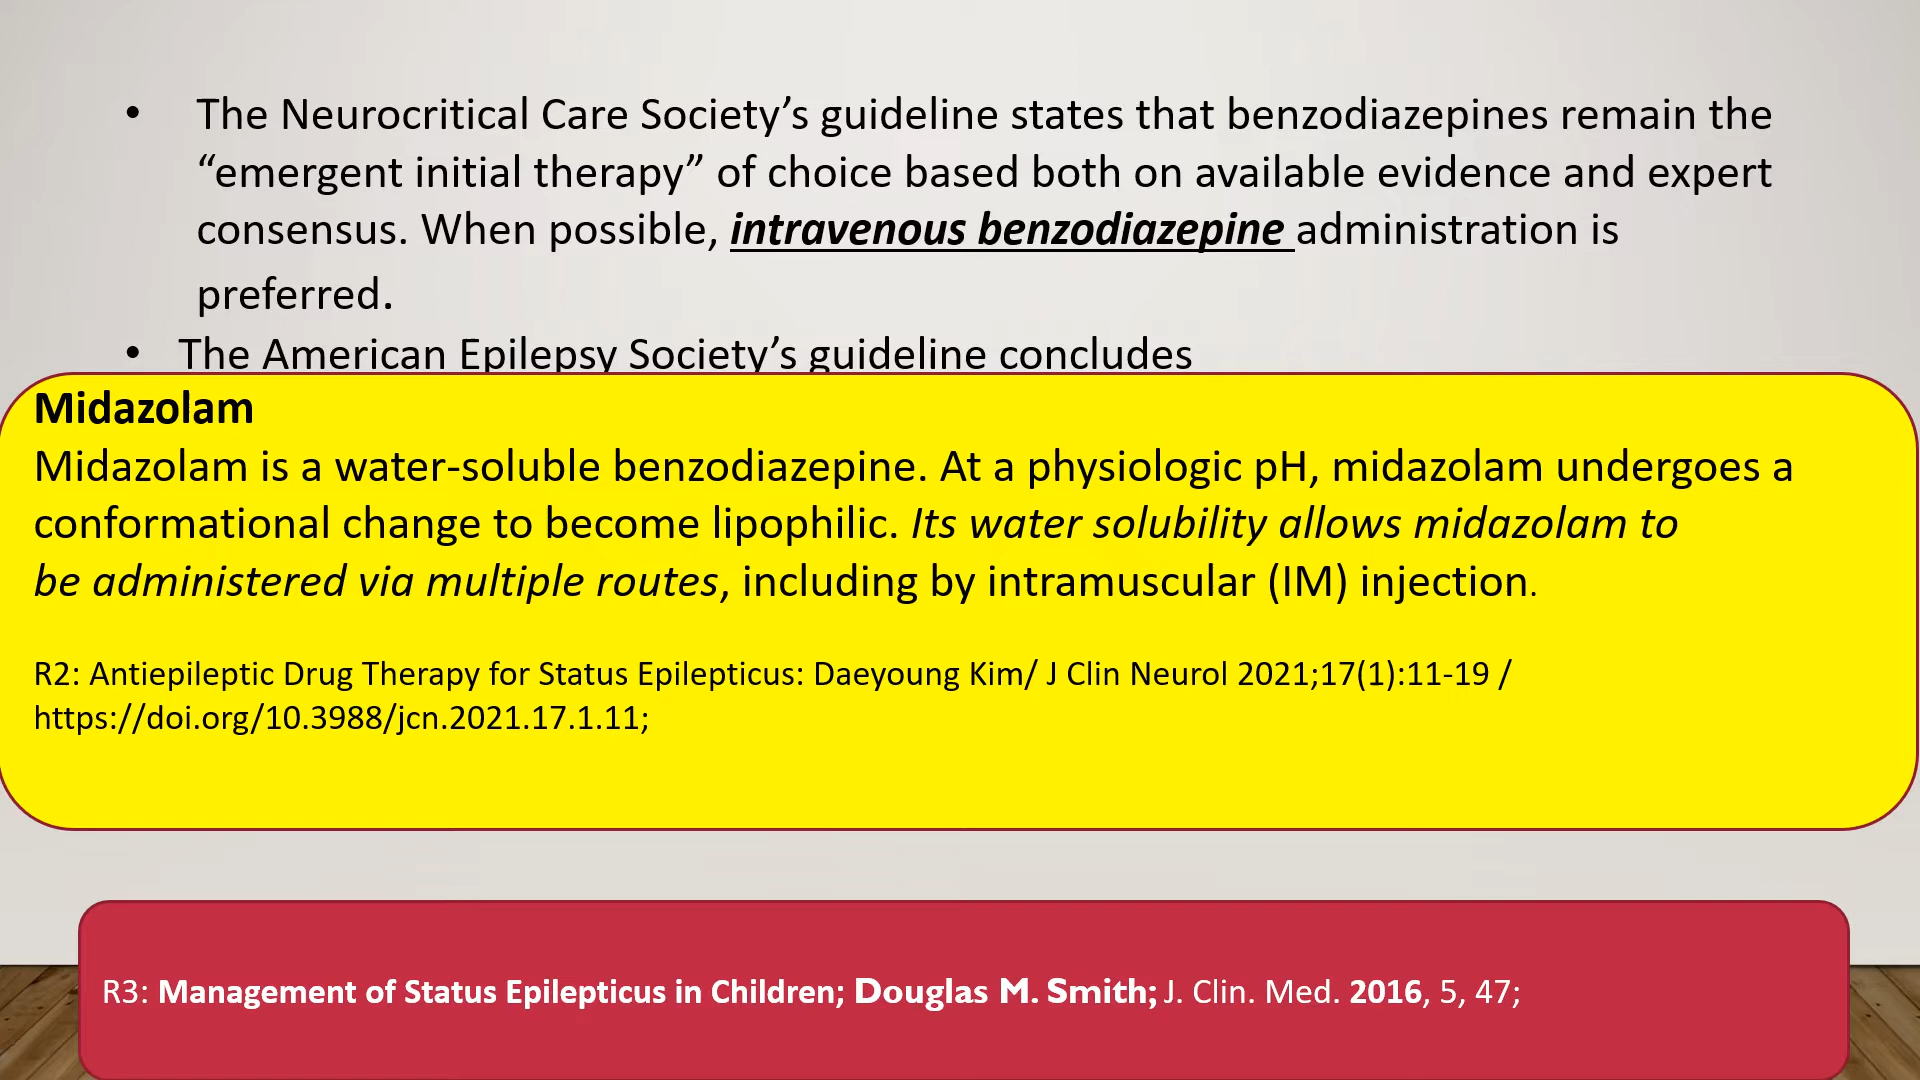 • The Neurocritical Care Society’s guideline states that benzodiazepines remain the
“emergent initial therapy” of choice based both on available evidence and expert
consensus. When possible, intravenous benzodiazepine administration is
preferred.
• The American Epilepsy Society’s guideline concludes
Midazolam
Midazolam is a water-soluble benzodiazepine. At a physiologic pH, midazolam undergoes a
conformational change to become lipophilic. Its water solubility allows midazolam to
be administered via multiple routes, including by intramuscular (IM) injection.
R2: Antiepileptic Drug Therapy for Status Epilepticus: Daeyoung Kim/ J Clin Neurol 2021;17(1):11-19 /
https://doi.org/10.3988/jcn.2021.17.1.11;
R3: Management of Status Epilepticus in Children; Douglas M. Smith; J. Clin. Med. 2016, 5, 47;